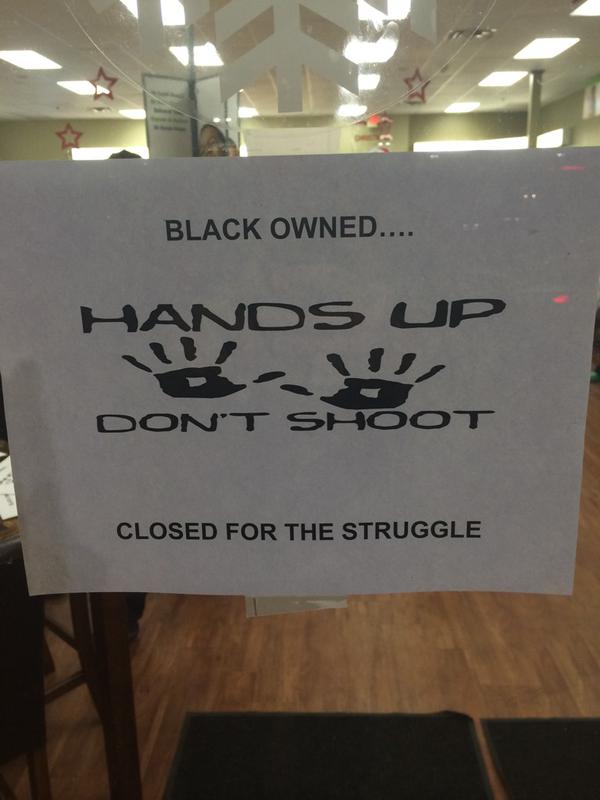 BLACK OWNED....
HANDS UP
DON'T SHOOT
CLOSED FOR THE STRUGGLE